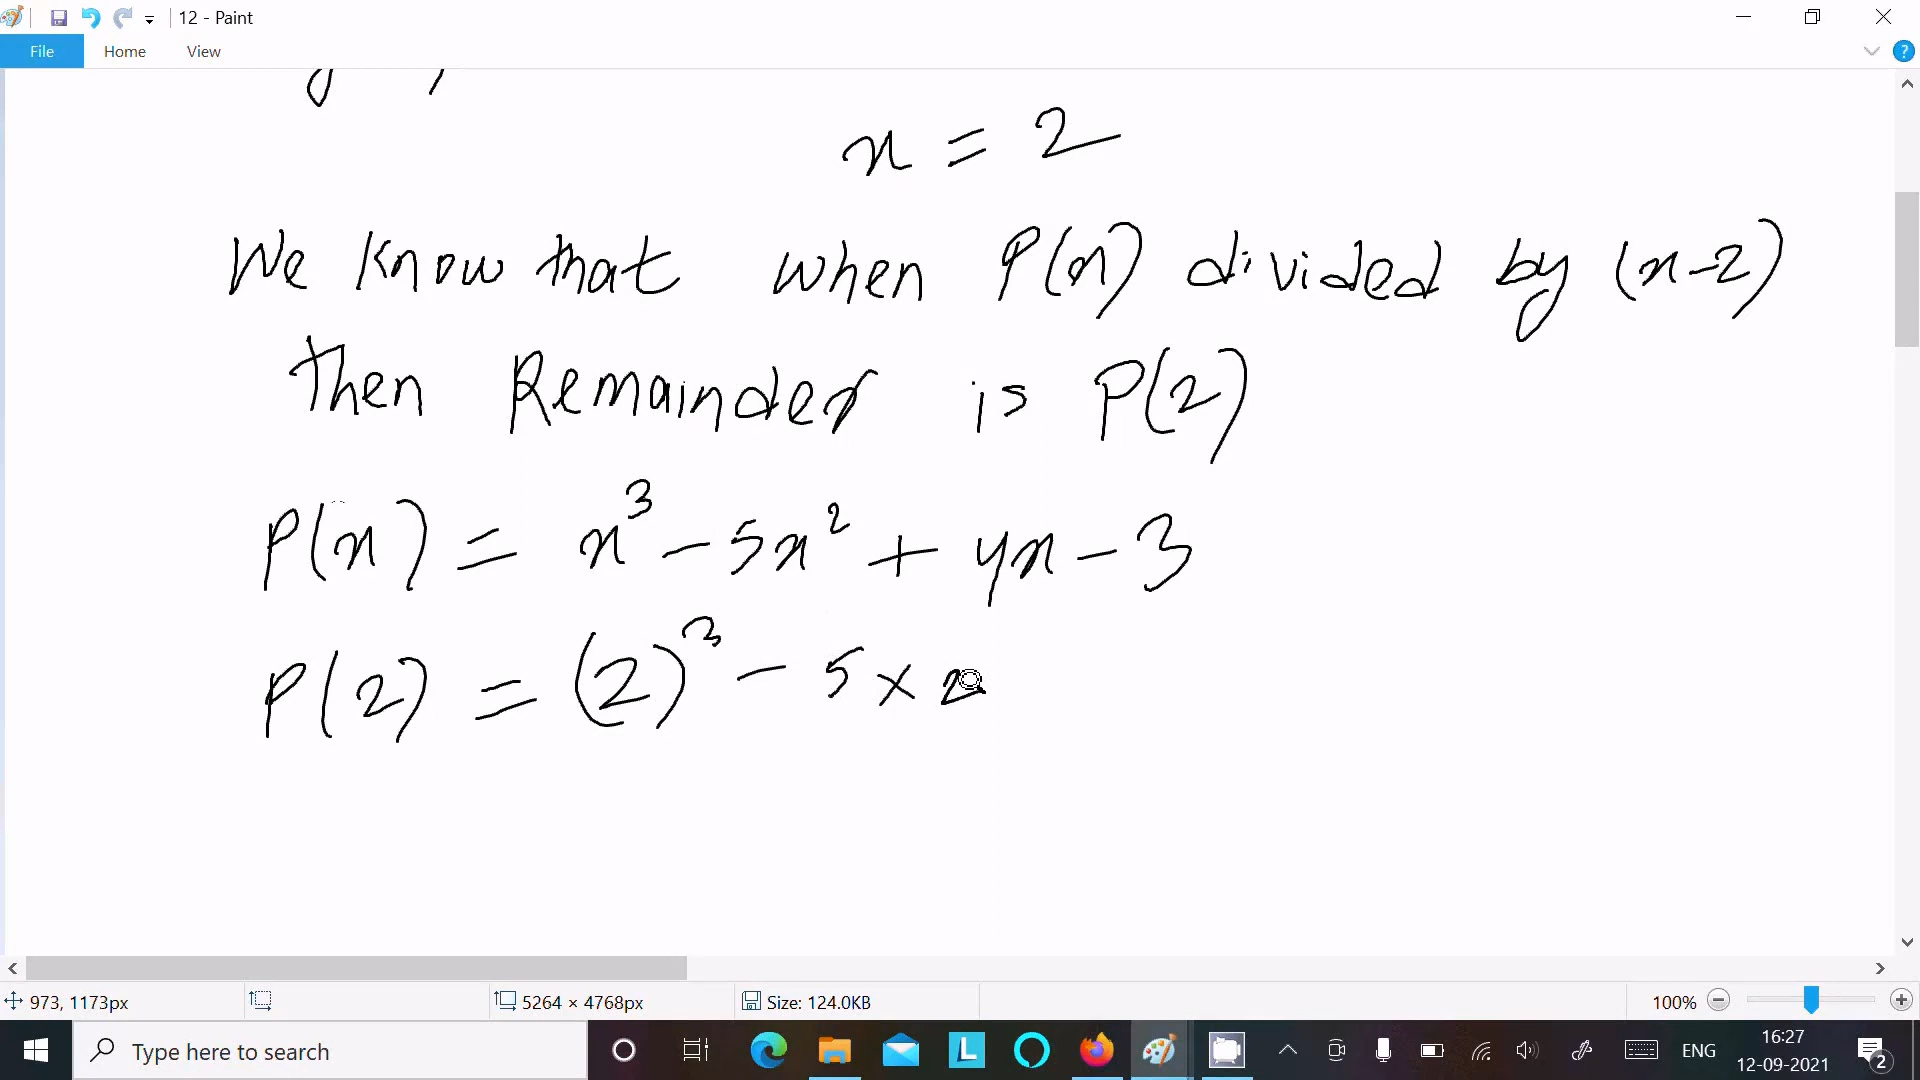 12 - Paint
File Home View
x = 2
We know that when P(x) divided by (x-2)
then Remainder is P(2)
P(x) = x³ - 5x² + 4x - 3
P(2) = (2)³ - 5 × 2
973, 1173px 5264 × 4768px Size: 124.0KB 100%
Type here to search ENG 16:27
12-09-2021 2